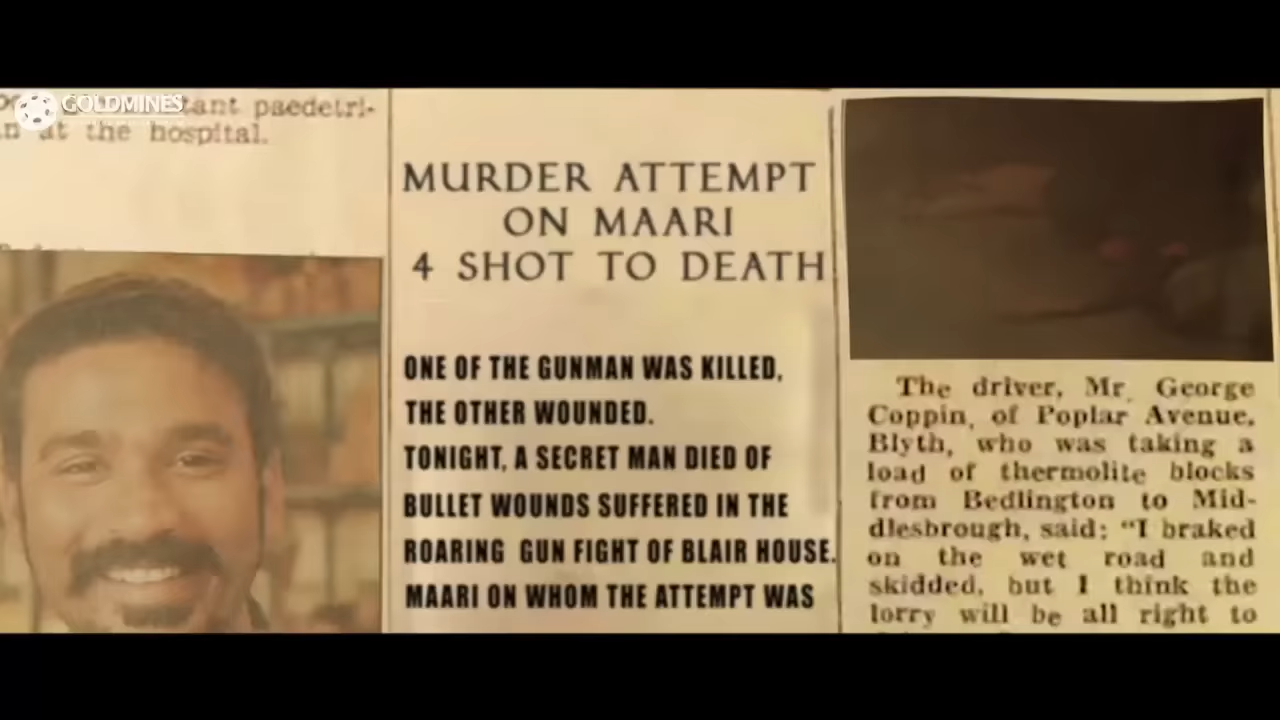 GOLDMINES
tant paedetri-
at the hospital.
MURDER ATTEMPT
ON MAARI
4 SHOT TO DEATH
ONE OF THE GUNMAN WAS KILLED,
THE OTHER WOUNDED.
TONIGHT, A SECRET MAN DIED OF
BULLET WOUNDS SUFFERED IN THE
ROARING GUN FIGHT OF BLAIR HOUSE.
MAARI ON WHOM THE ATTEMPT WAS
The driver, Mr. George
Coppin, of Poplar Avenue,
Blyth, who was taking a
load of thermolite blocks
from Bedlington to Mid-
dlesbrough, said: "I braked
on the wet road and
skidded, but I think the
lorry will be all right to